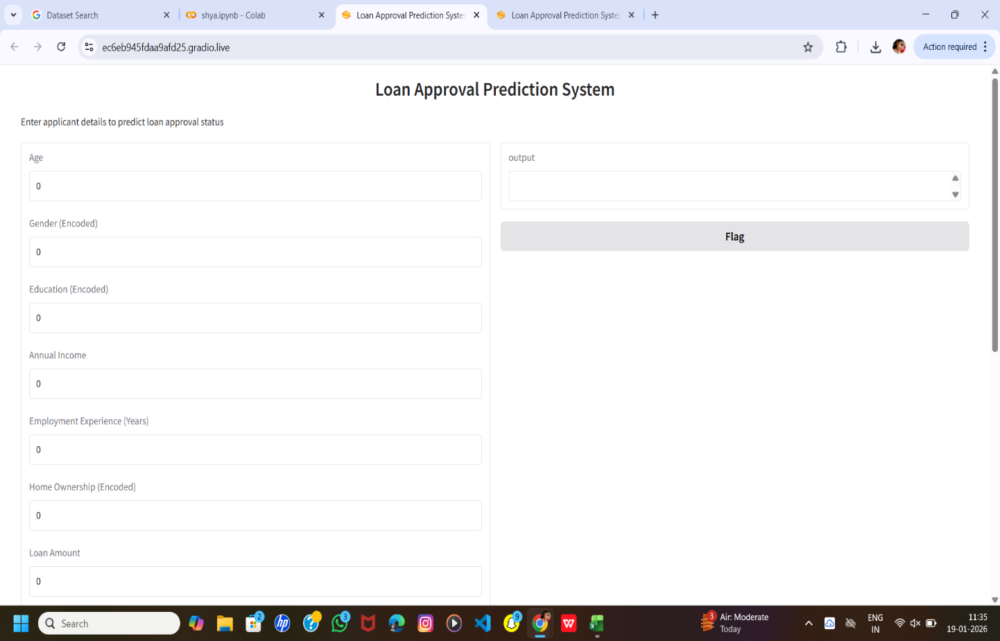 Dataset Search
shya.ipynb - Colab
Loan Approval Prediction Syste
Loan Approval Prediction Syste
ec6eb945fdaa9afd25.gradio.live
Action required
Loan Approval Prediction System
Enter applicant details to predict loan approval status
Age
0
Gender (Encoded)
0
Education (Encoded)
0
Annual Income
0
Employment Experience (Years)
0
Home Ownership (Encoded)
0
Loan Amount
0
output
Flag
Search
2
hp
?
3
9
W
X
3
Air: Moderate
Today
ENG
IN
11:35
19-01-2026